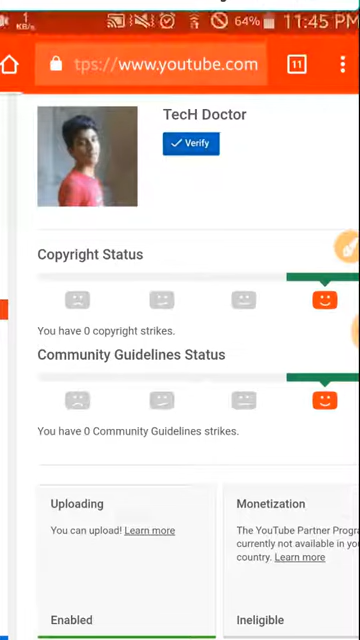 1
KB/s
64%
11:45 PM
tps://www.youtube.com
11
TecH Doctor
Verify
Copyright Status
You have 0 copyright strikes.
Community Guidelines Status
You have 0 Community Guidelines strikes.
Uploading
You can upload! Learn more
Enabled
Monetization
The YouTube Partner Progra
currently not available in yo
country. Learn more
Ineligible